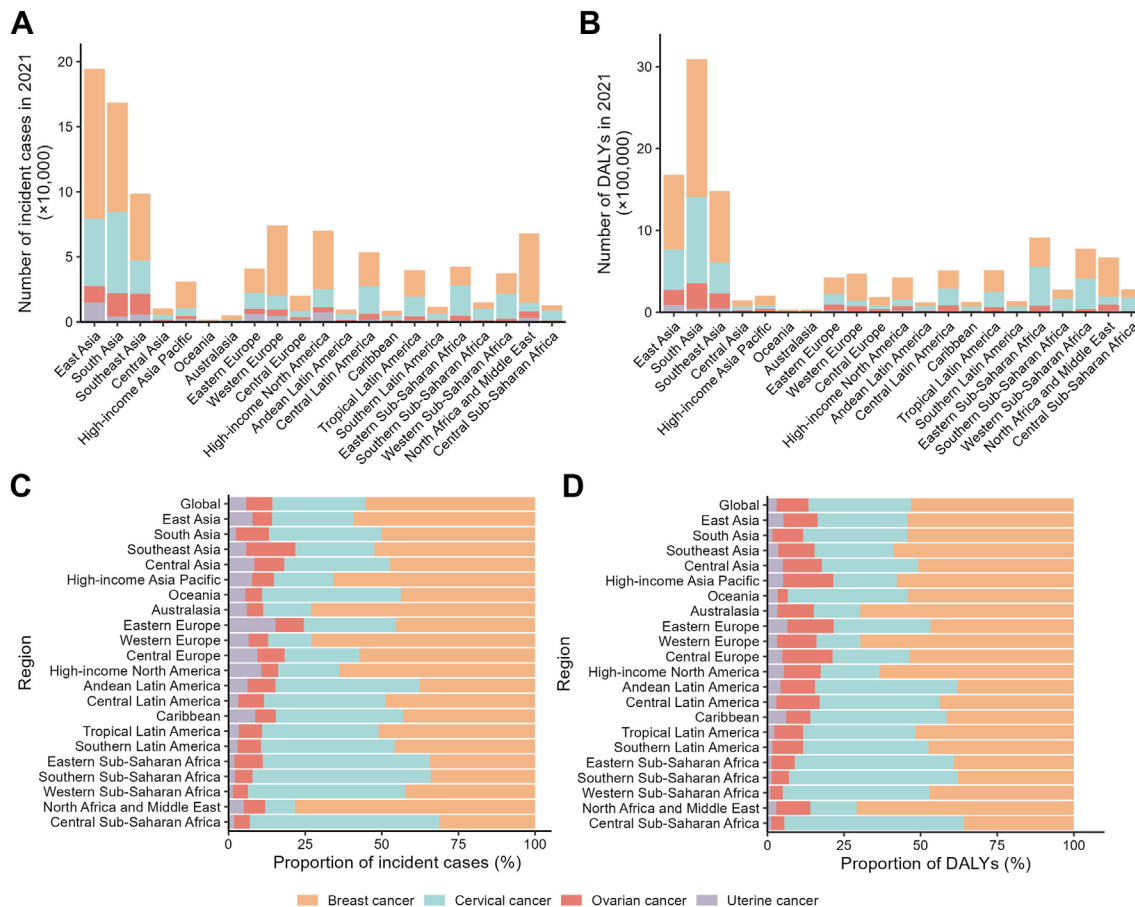 A
Number of incident cases in 2021
(×10,000)
20
15
10
5
0
East Asia
South Asia
Southeast Asia
Central Asia
High-income Asia Pacific
Oceania
Australasia
Eastern Europe
Western Europe
Central Europe
High-income North America
Andean Latin America
Central Latin America
Caribbean
Tropical Latin America
Southern Latin America
Eastern Sub-Saharan Africa
Southern Sub-Saharan Africa
Western Sub-Saharan Africa
North Africa and Middle East
Central Sub-Saharan Africa
B
Number of DALYs in 2021
(×100,000)
30
20
10
0
East Asia
South Asia
Southeast Asia
Central Asia
High-income Asia Pacific
Oceania
Australasia
Eastern Europe
Western Europe
Central Europe
High-income North America
Andean Latin America
Central Latin America
Caribbean
Tropical Latin America
Southern Latin America
Eastern Sub-Saharan Africa
Southern Sub-Saharan Africa
Western Sub-Saharan Africa
North Africa and Middle East
Central Sub-Saharan Africa
C
Region
Global
East Asia
South Asia
Southeast Asia
Central Asia
High-income Asia Pacific
Oceania
Australasia
Eastern Europe
Western Europe
Central Europe
High-income North America
Andean Latin America
Central Latin America
Caribbean
Tropical Latin America
Southern Latin America
Eastern Sub-Saharan Africa
Southern Sub-Saharan Africa
Western Sub-Saharan Africa
North Africa and Middle East
Central Sub-Saharan Africa
0 25 50 75 100
Proportion of incident cases (%)
D
Region
Global
East Asia
South Asia
Southeast Asia
Central Asia
High-income Asia Pacific
Oceania
Australasia
Eastern Europe
Western Europe
Central Europe
High-income North America
Andean Latin America
Central Latin America
Caribbean
Tropical Latin America
Southern Latin America
Eastern Sub-Saharan Africa
Southern Sub-Saharan Africa
Western Sub-Saharan Africa
North Africa and Middle East
Central Sub-Saharan Africa
0 25 50 75 100
Proportion of DALYs (%)
Breast cancer Cervical cancer Ovarian cancer Uterine cancer